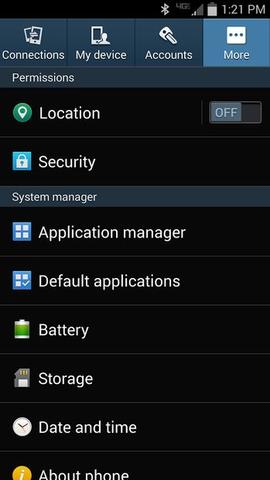 4G LTE 1:21 PM
Connections My device Accounts More
Permissions
Location OFF
Security
System manager
Application manager
Default applications
Battery
Storage
Date and time
About phone